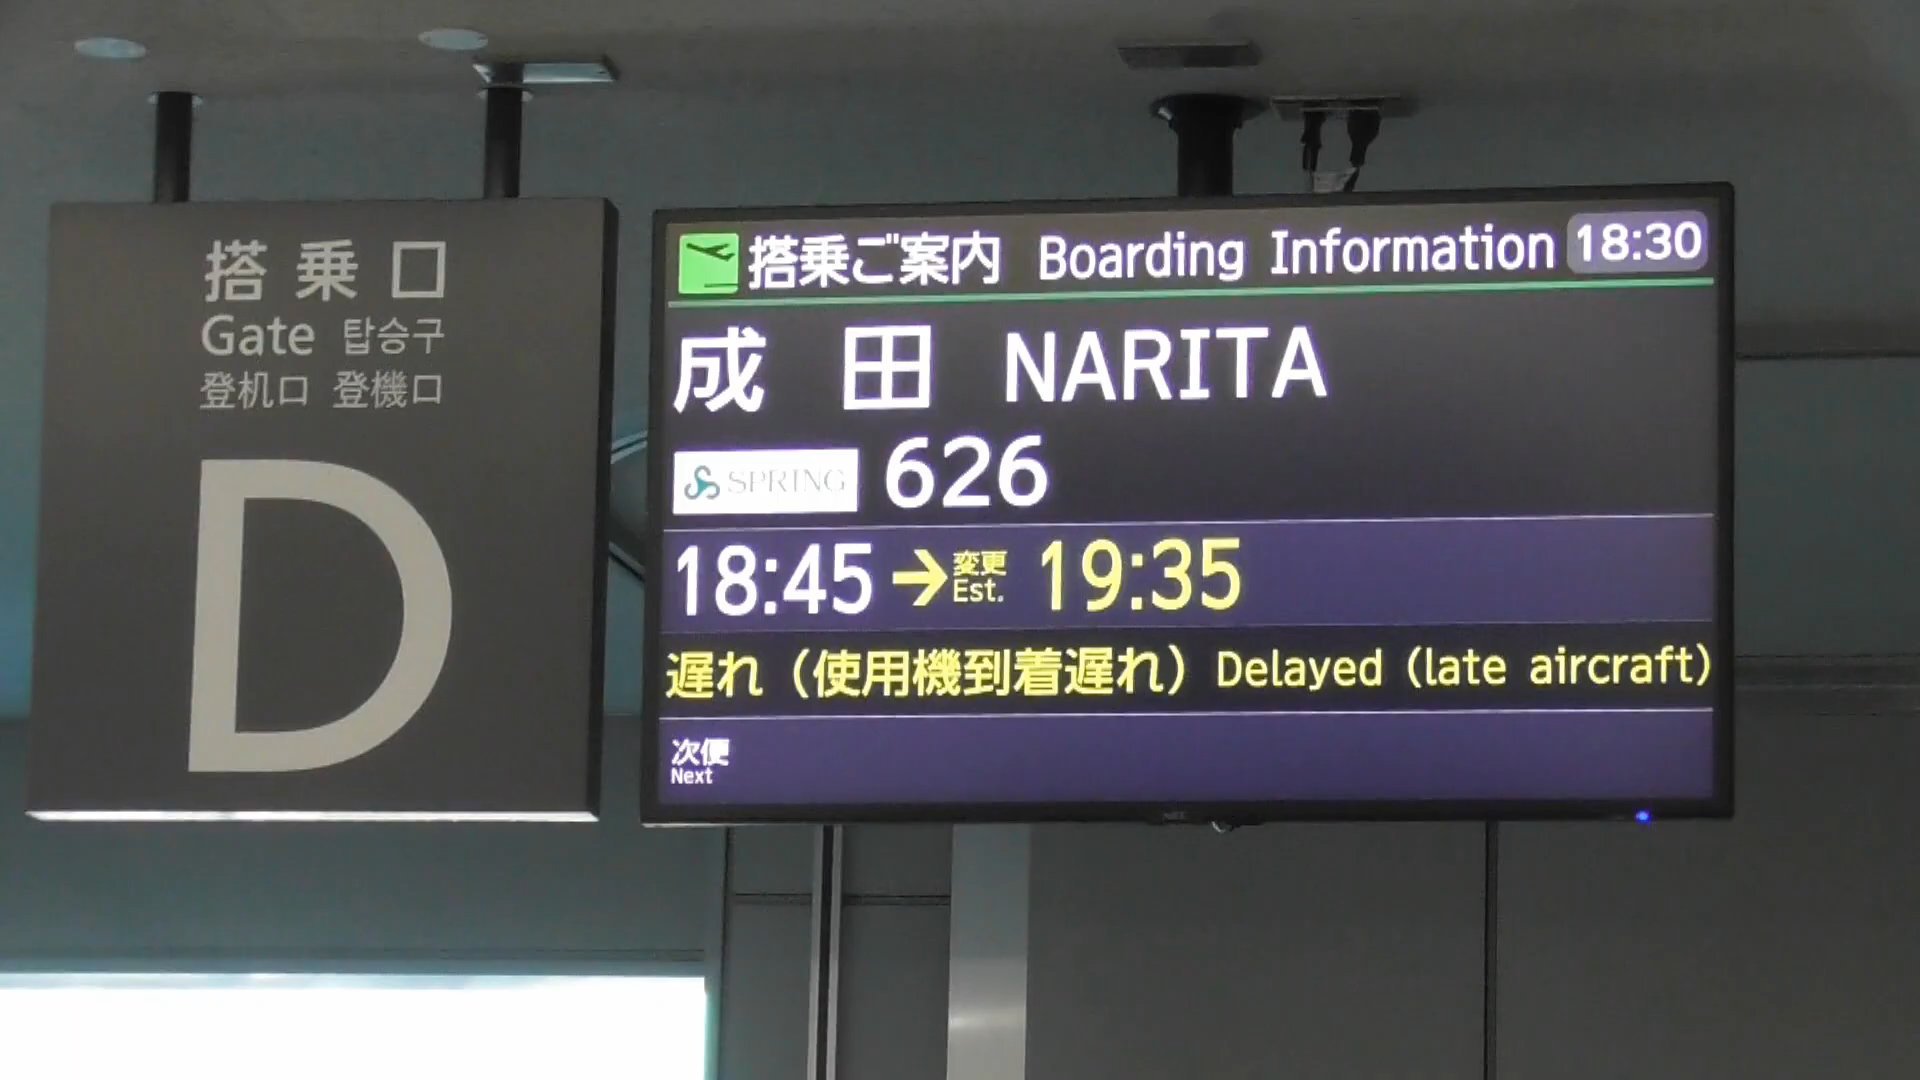 搭乗口
Gate 탑승구
登机口 登機口
D
搭乗ご案内 Boarding Information 18:30
成田 NARITA
SPRING 626
18:45→変更 Est. 19:35
遅れ（使用機到着遅れ）Delayed (late aircraft)
次便
Next